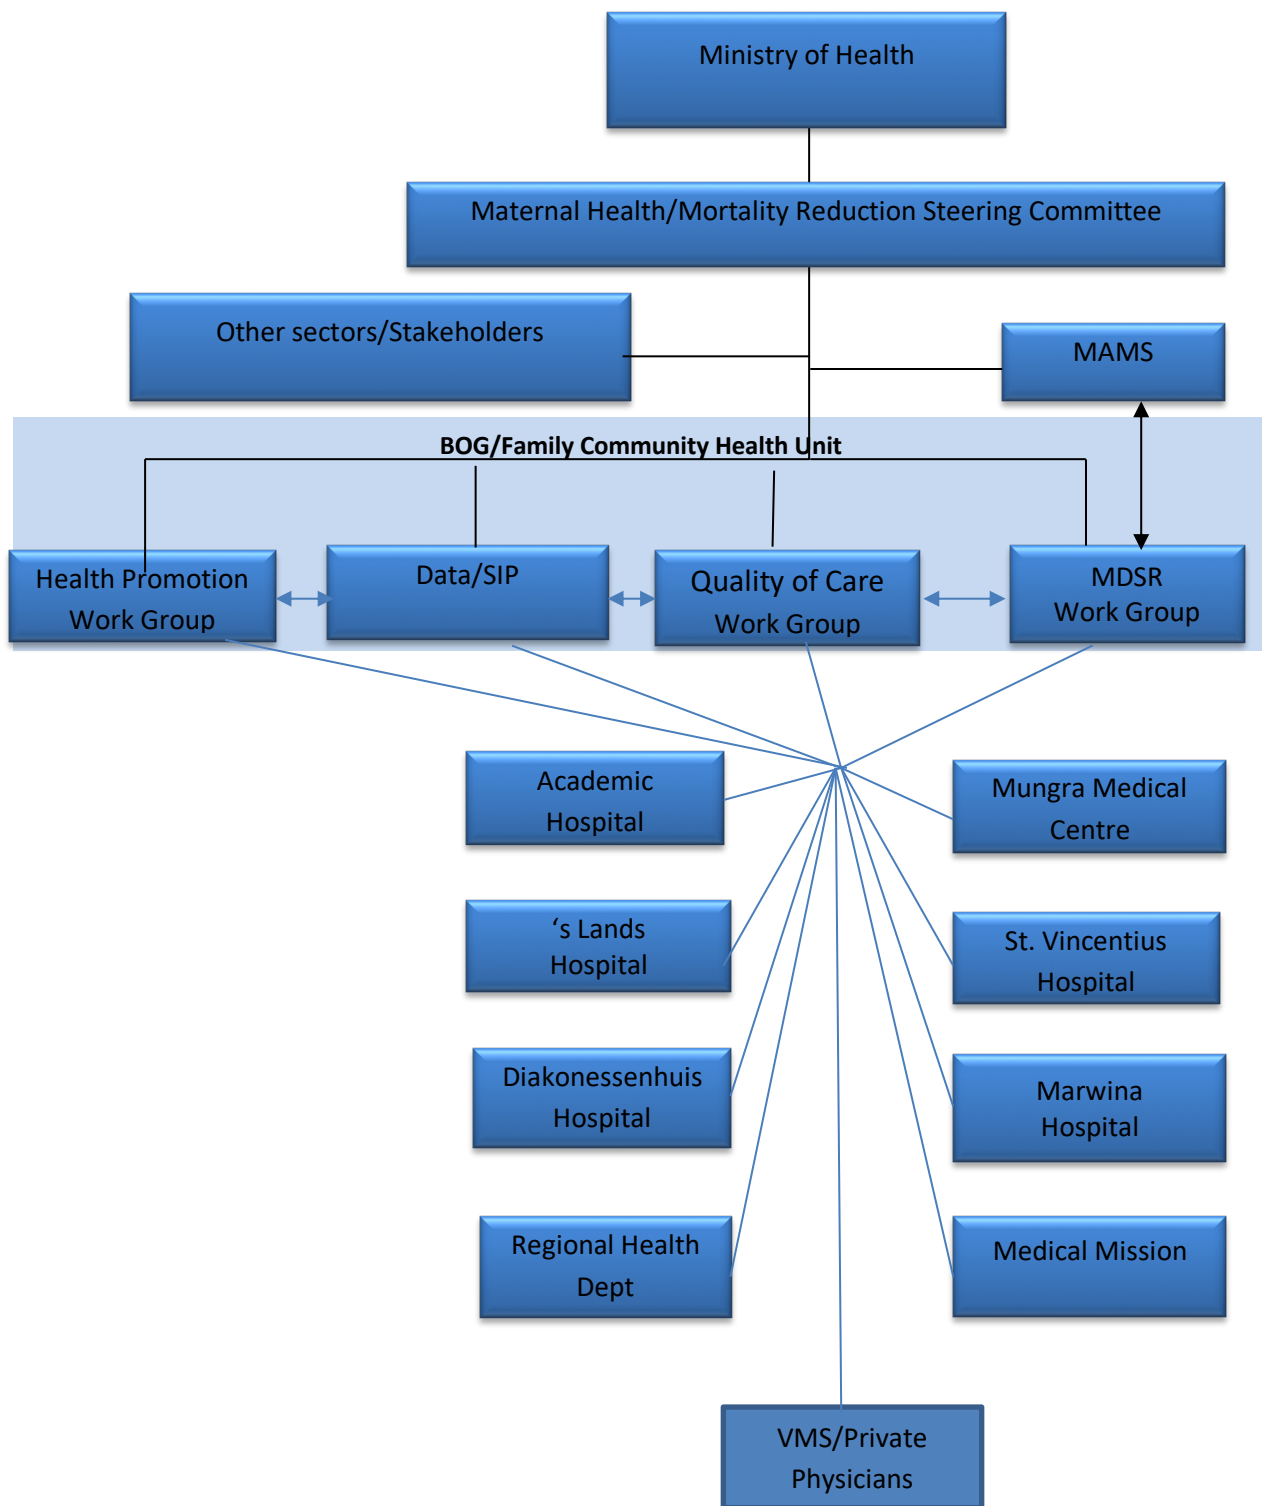 Ministry of Health
Maternal Health/Mortality Reduction Steering Committee
Other sectors/Stakeholders
MAMS
BOG/Family Community Health Unit
Health Promotion
Work Group
Data/SIP
Quality of Care
Work Group
MDSR
Work Group
Academic
Hospital
Mungra Medical
Centre
‘s Lands
Hospital
St. Vincentius
Hospital
Diakonessenhuis
Hospital
Marwina
Hospital
Regional Health
Dept
Medical Mission
VMS/Private
Physicians